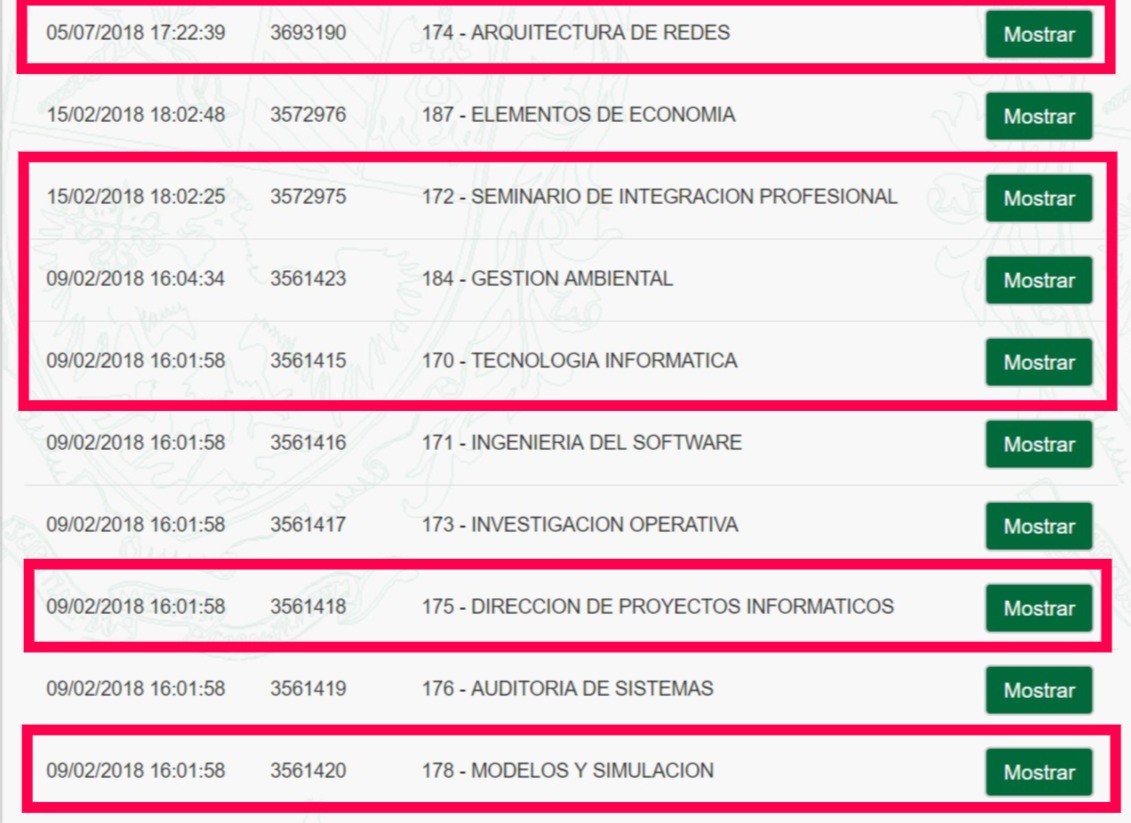 05/07/2018 17:22:39 3693190 174 - ARQUITECTURA DE REDES Mostrar
15/02/2018 18:02:48 3572976 187 - ELEMENTOS DE ECONOMIA Mostrar
15/02/2018 18:02:25 3572975 172 - SEMINARIO DE INTEGRACION PROFESIONAL Mostrar
09/02/2018 16:04:34 3561423 184 - GESTION AMBIENTAL Mostrar
09/02/2018 16:01:58 3561415 170 - TECNOLOGIA INFORMATICA Mostrar
09/02/2018 16:01:58 3561416 171 - INGENIERIA DEL SOFTWARE Mostrar
09/02/2018 16:01:58 3561417 173 - INVESTIGACION OPERATIVA Mostrar
09/02/2018 16:01:58 3561418 175 - DIRECCION DE PROYECTOS INFORMATICOS Mostrar
09/02/2018 16:01:58 3561419 176 - AUDITORIA DE SISTEMAS Mostrar
09/02/2018 16:01:58 3561420 178 - MODELOS Y SIMULACION Mostrar